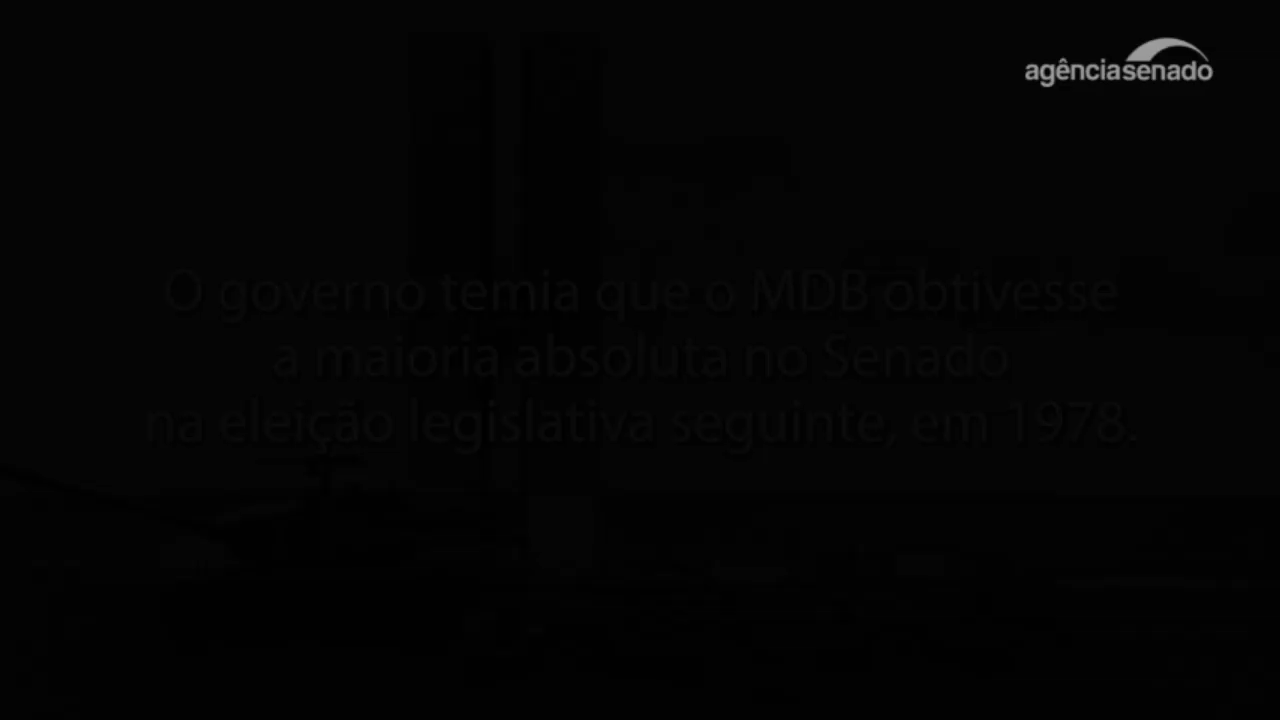 agênciasenado
O governo temia que o MDB obtivesse
a maioria absoluta no Senado
na eleição legislativa seguinte, em 1978.